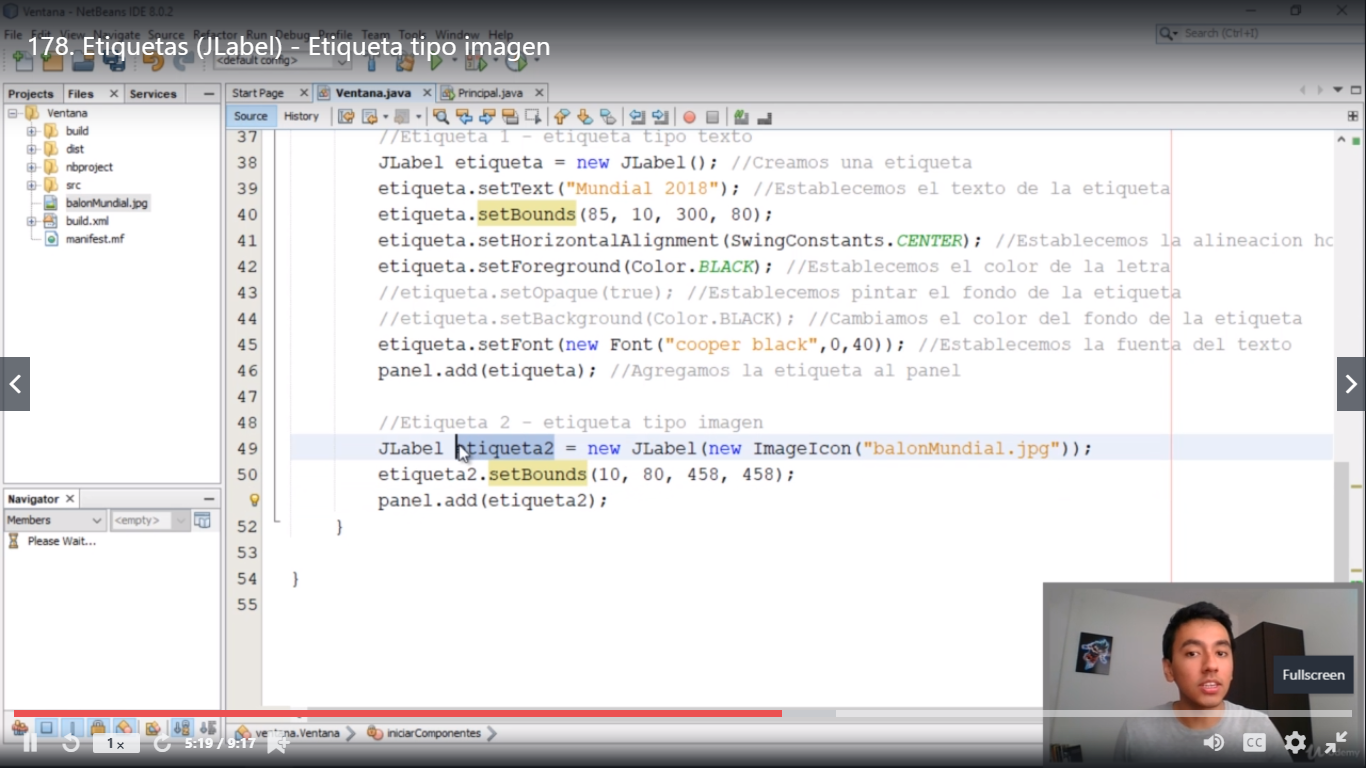 Ventana - NetBeans IDE 8.0.2
File Edit View Navigate Source Refactor Run Debug Profile Team Tools Window Help
Search (Ctrl+I)
178. Etiquetas (JLabel) - Etiqueta tipo imagen
<default config>
Projects Files Services
Start Page Ventana.java Principal.java
Source History
Ventana
build
dist
nbproject
src
balonMundial.jpg
build.xml
manifest.mf
37 //Etiqueta 1 - etiqueta tipo texto
38 JLabel etiqueta = new JLabel(); //Creamos una etiqueta
39 etiqueta.setText("Mundial 2018"); //Establecemos el texto de la etiqueta
40 etiqueta.setBounds(85, 10, 300, 80);
41 etiqueta.setHorizontalAlignment(SwingConstants.CENTER); //Establecemos la alineacion ho
42 etiqueta.setForeground(Color.BLACK); //Establecemos el color de la letra
43 //etiqueta.setOpaque(true); //Establecemos pintar el fondo de la etiqueta
44 //etiqueta.setBackground(Color.BLACK); //Cambiamos el color del fondo de la etiqueta
45 etiqueta.setFont(new Font("cooper black",0,40)); //Establecemos la fuenta del texto
46 panel.add(etiqueta); //Agregamos la etiqueta al panel
47
48 //Etiqueta 2 - etiqueta tipo imagen
49 JLabel etiqueta2 = new JLabel(new ImageIcon("balonMundial.jpg"));
50 etiqueta2.setBounds(10, 80, 458, 458);
panel.add(etiqueta2);
52 }
53
54 }
55
Navigator
Members <empty>
Please Wait...
Fullscreen
ventana.Ventana iniciarComponentes
1x 5:19 / 9:17 CC
Udemy